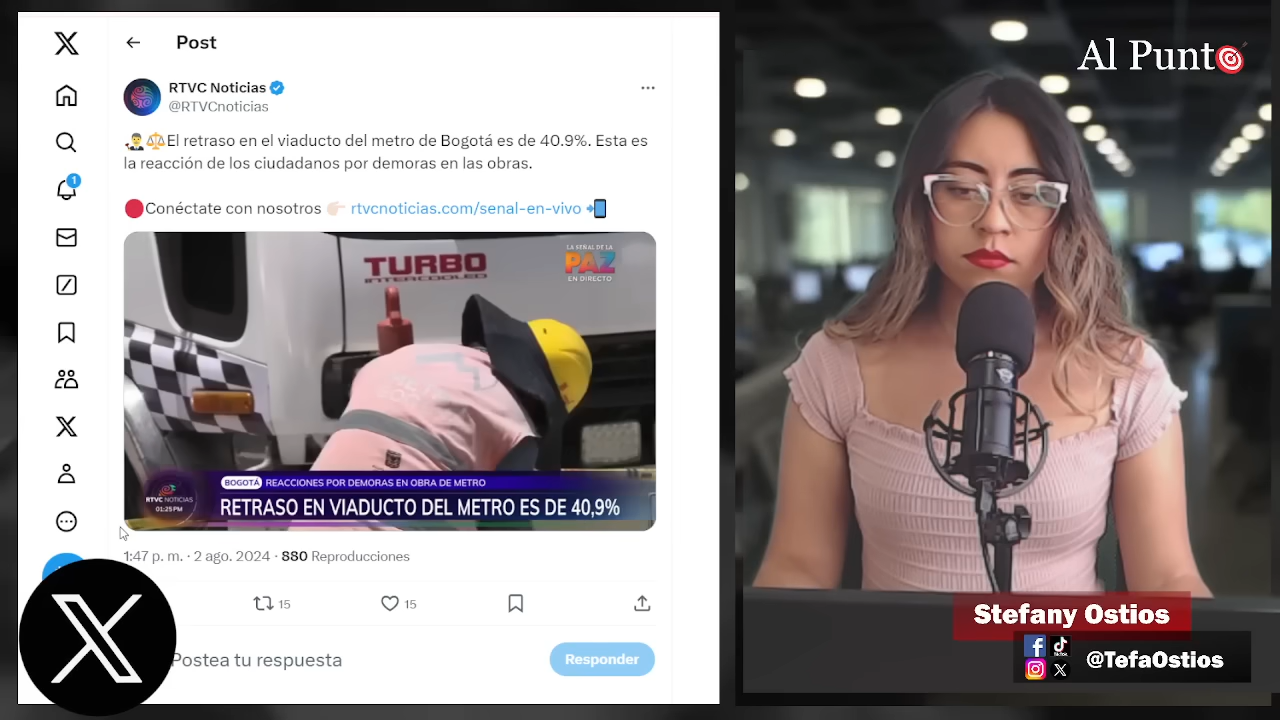 Post
RTVC Noticias
@RTVCnoticias
El retraso en el viaducto del metro de Bogotá es de 40.9%. Esta es
la reacción de los ciudadanos por demoras en las obras.
Conéctate con nosotros 👉🏻 rtvcnoticias.com/senal-en-vivo
1
TURBO
INTERCOOLED
LA SEÑAL DE LA
PAZ
EN DIRECTO
RTVC NOTICIAS
01:25 PM
BOGOTÁ REACCIONES POR DEMORAS EN OBRA DE METRO
RETRASO EN VIADUCTO DEL METRO ES DE 40,9%
1:47 p. m. · 2 ago. 2024 · 880 Reproducciones
15
15
Postea tu respuesta
Responder
Al Punto
Stefany Ostios
@TefaOstios